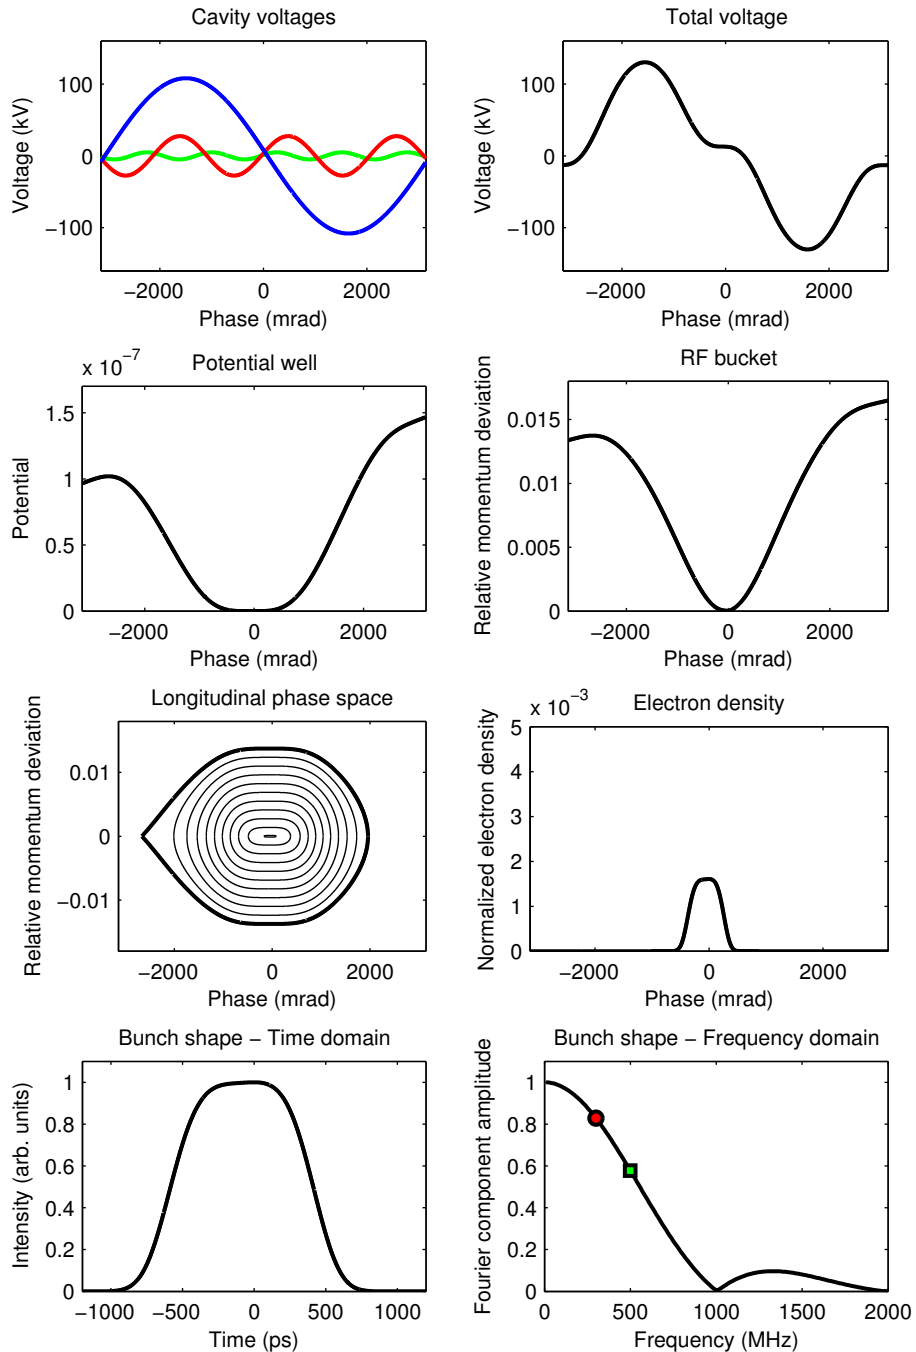 Cavity voltages
Voltage (kV)
100
0
−100
−2000 0 2000
Phase (mrad)
Total voltage
Voltage (kV)
100
0
−100
−2000 0 2000
Phase (mrad)
x 10−7
Potential well
Potential
1.5
1
0.5
0
−2000 0 2000
Phase (mrad)
RF bucket
Relative momentum deviation
0.015
0.01
0.005
0
−2000 0 2000
Phase (mrad)
Longitudinal phase space
Relative momentum deviation
0.01
0
−0.01
−2000 0 2000
Phase (mrad)
x 10−3
Electron density
Normalized electron density
5
4
3
2
1
0
−2000 0 2000
Phase (mrad)
Bunch shape − Time domain
Intensity (arb. units)
1
0.8
0.6
0.4
0.2
0
−1000 −500 0 500 1000
Time (ps)
Bunch shape − Frequency domain
Fourier component amplitude
1
0.8
0.6
0.4
0.2
0
0 500 1000 1500 2000
Frequency (MHz)